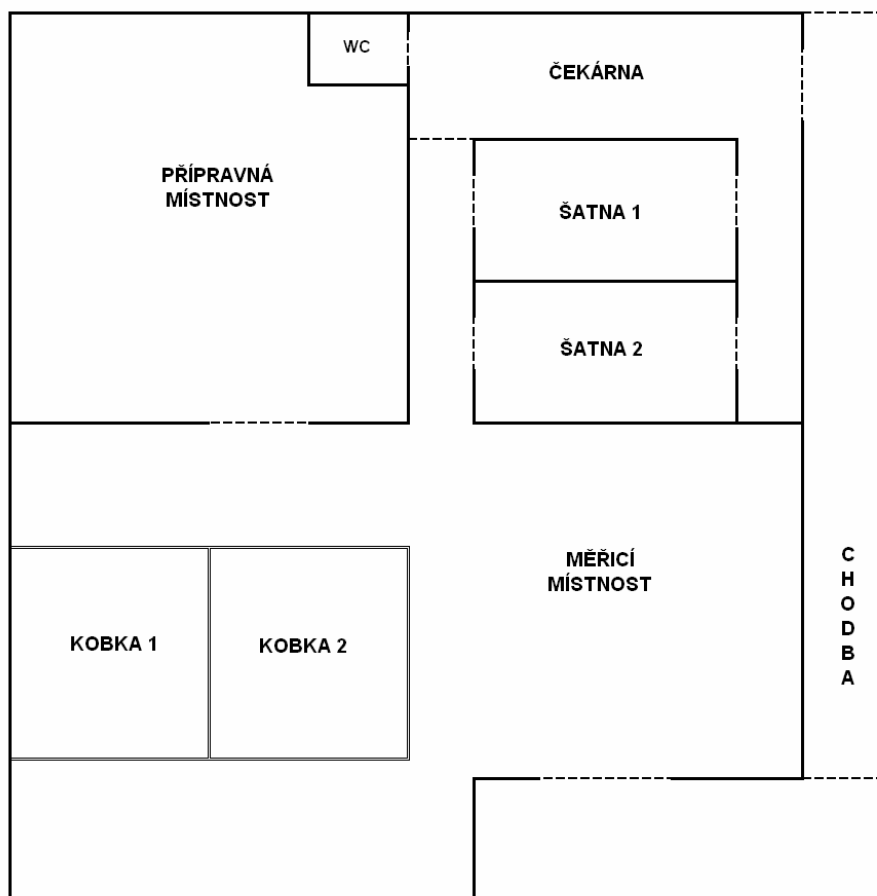 WC
ČEKÁRNA
PŘÍPRAVNÁ
MÍSTNOST
ŠATNA 1
ŠATNA 2
MĚŘICÍ
MÍSTNOST
KOBKA 1
KOBKA 2
C
H
O
D
B
A